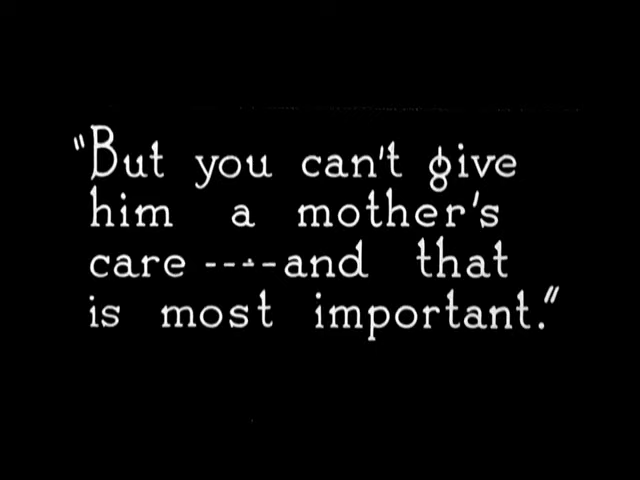 "But you can't give
him a mother's
care ----and that
is most important."